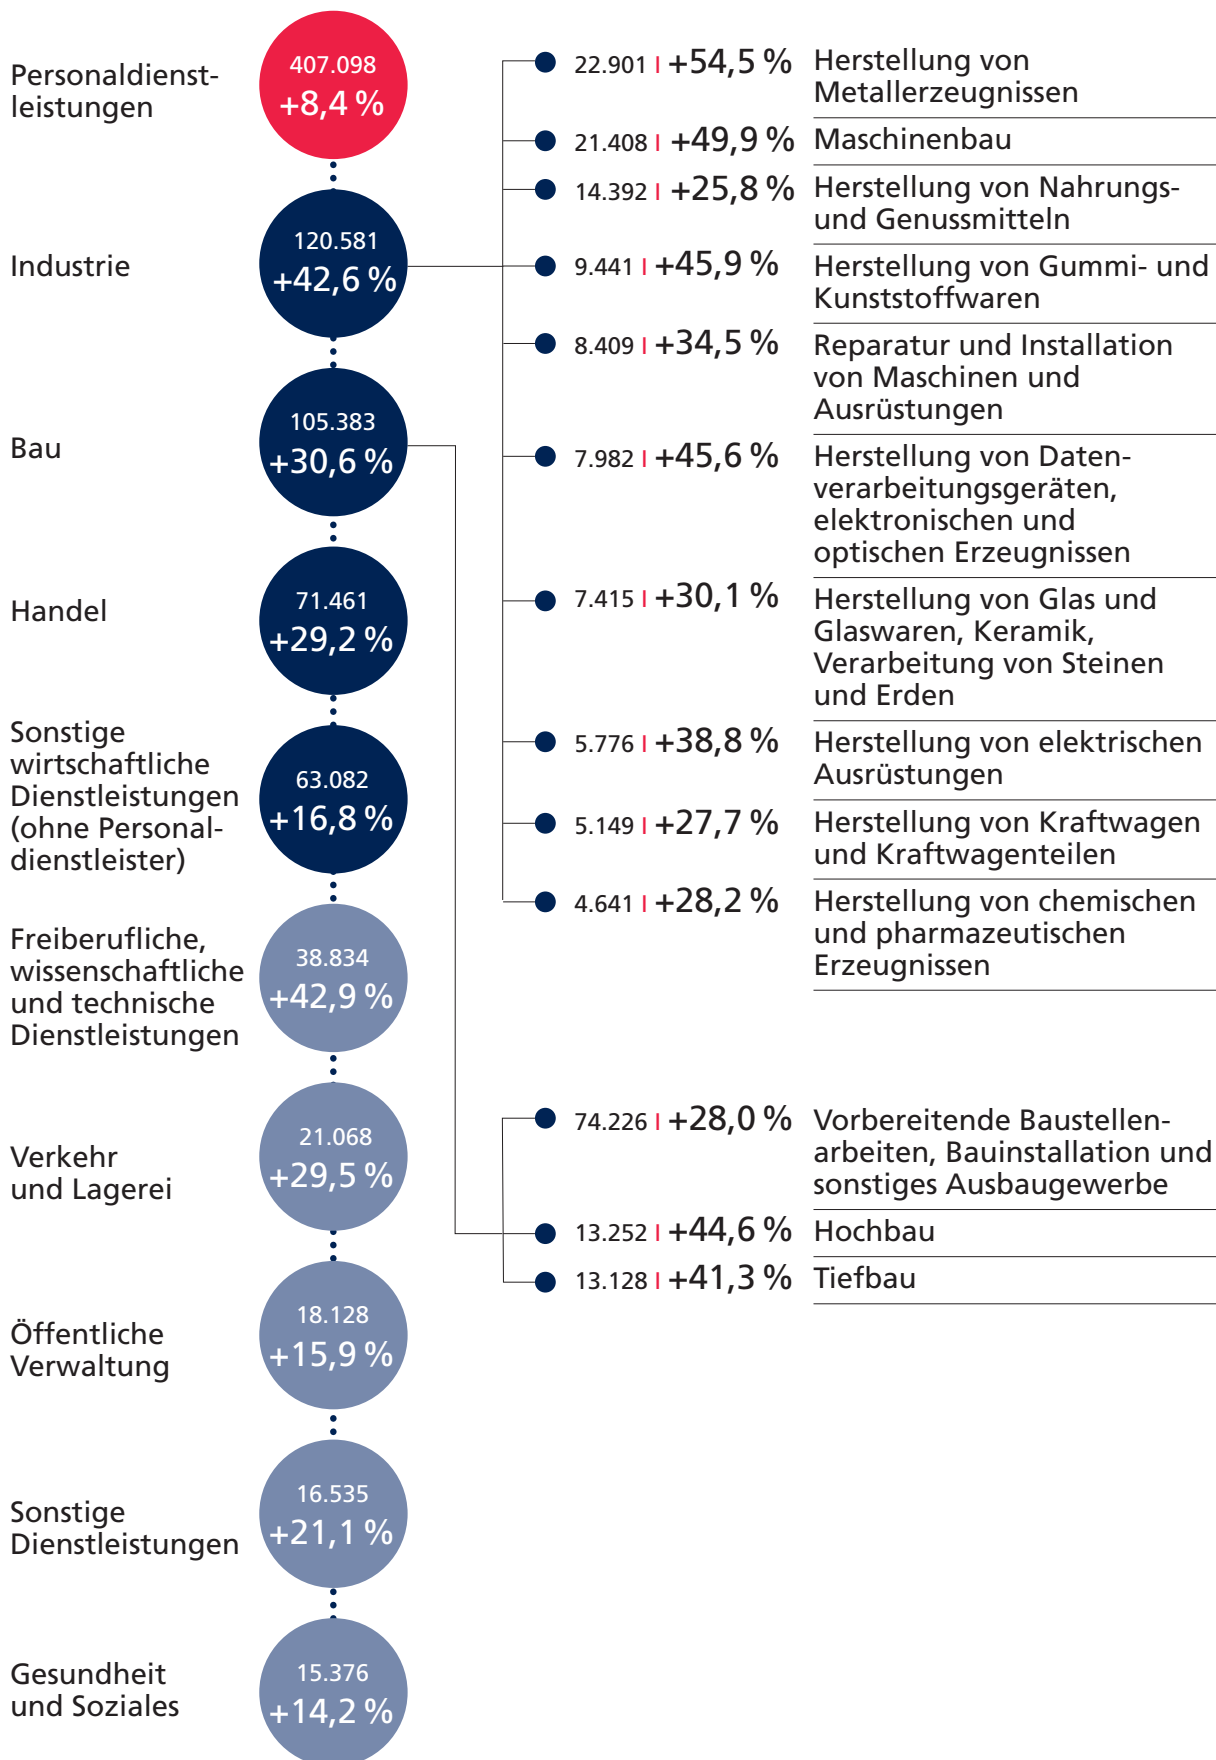 Personaldienst-
leistungen
407.098
+8,4 %
Industrie
120.581
+42,6 %
Bau
105.383
+30,6 %
Handel
71.461
+29,2 %
Sonstige
wirtschaftliche
Dienstleistungen
(ohne Personal-
dienstleister)
63.082
+16,8 %
Freiberufliche,
wissenschaftliche
und technische
Dienstleistungen
38.834
+42,9 %
Verkehr
und Lagerei
21.068
+29,5 %
Öffentliche
Verwaltung
18.128
+15,9 %
Sonstige
Dienstleistungen
16.535
+21,1 %
Gesundheit
und Soziales
15.376
+14,2 %
22.901 | +54,5 % Herstellung von
Metallerzeugnissen
21.408 | +49,9 % Maschinenbau
14.392 | +25,8 % Herstellung von Nahrungs-
und Genussmitteln
9.441 | +45,9 % Herstellung von Gummi- und
Kunststoffwaren
8.409 | +34,5 % Reparatur und Installation
von Maschinen und
Ausrüstungen
7.982 | +45,6 % Herstellung von Daten-
verarbeitungsgeräten,
elektronischen und
optischen Erzeugnissen
7.415 | +30,1 % Herstellung von Glas und
Glaswaren, Keramik,
Verarbeitung von Steinen
und Erden
5.776 | +38,8 % Herstellung von elektrischen
Ausrüstungen
5.149 | +27,7 % Herstellung von Kraftwagen
und Kraftwagenteilen
4.641 | +28,2 % Herstellung von chemischen
und pharmazeutischen
Erzeugnissen
74.226 | +28,0 % Vorbereitende Baustellen-
arbeiten, Bauinstallation und
sonstiges Ausbaugewerbe
13.252 | +44,6 % Hochbau
13.128 | +41,3 % Tiefbau